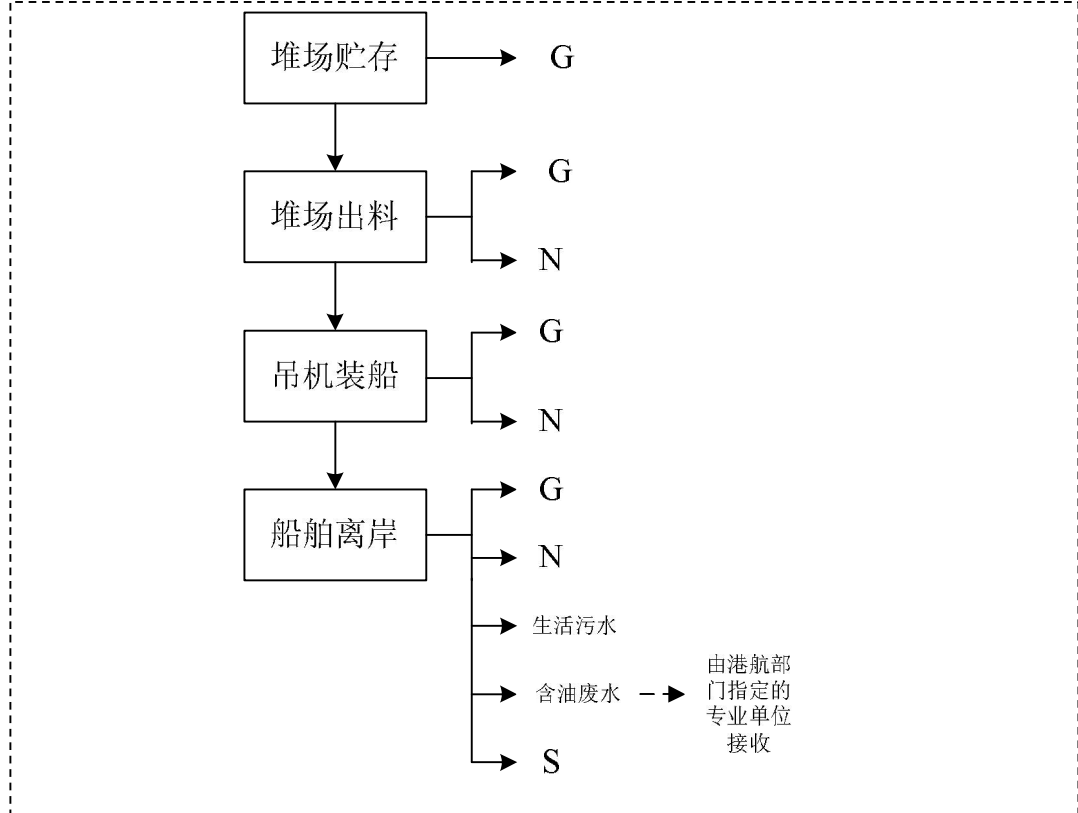 堆场贮存
G
堆场出料
G
N
吊机装船
G
N
船舶离岸
G
N
生活污水
含油废水
由港航部
门指定的
专业单位
接收
S